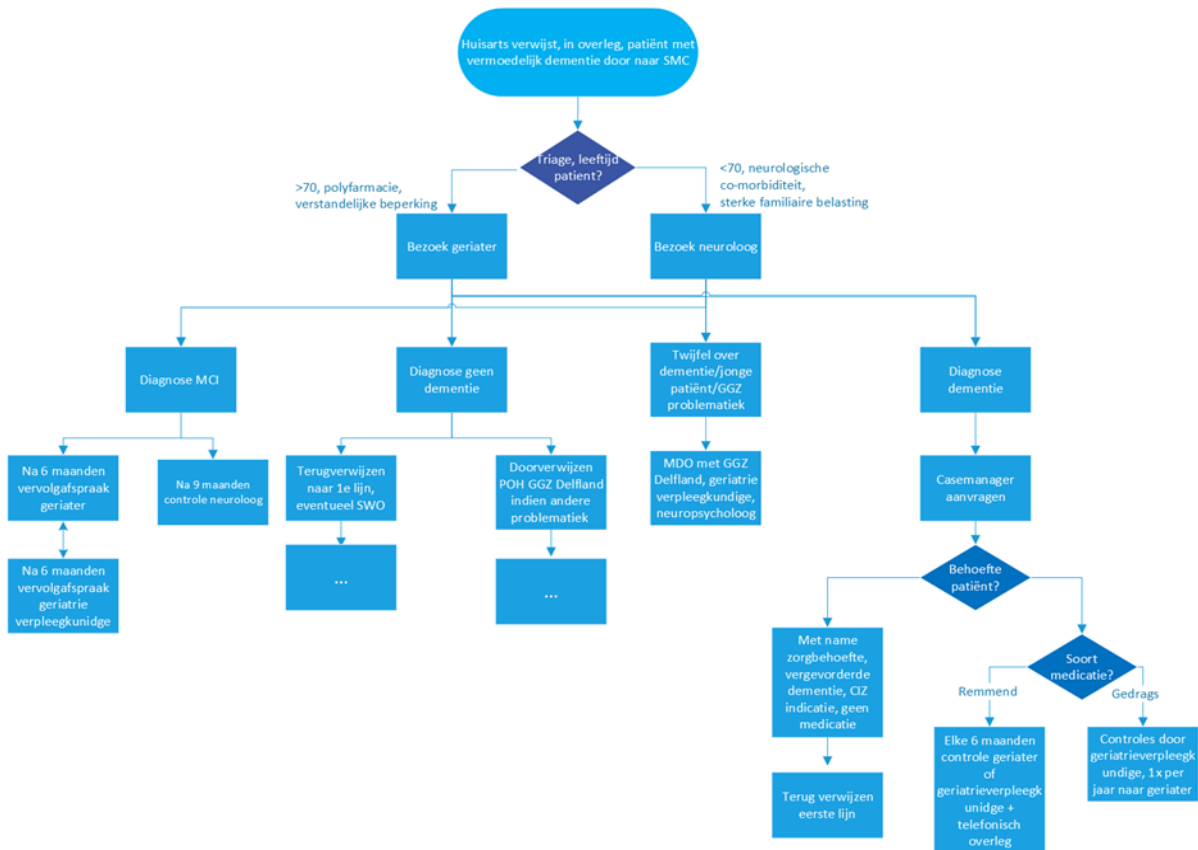 Huisarts verwijst, in overleg, patiënt met
vermoedelijk dementie door naar SMC
Triage, leeftijd
patient?
>70, polyfarmacie,
verstandelijke beperking
<70, neurologische
co-morbiditeit,
sterke familiaire belasting
Bezoek geriater
Bezoek neuroloog
Diagnose MCI
Diagnose geen
dementie
Twijfel over
dementie/jonge
patiënt/GGZ
problematiek
Diagnose
dementie
Na 6 maanden
vervolgafspraak
geriater
Na 9 maanden
controle neuroloog
Terugverwijzen
naar 1e lijn,
eventueel SWO
Doorverwijzen
POH GGZ Delfland
indien andere
problematiek
MDO met GGZ
Delfland, geriatrie
verpleegkundige,
neuropsycholoog
Casemanager
aanvragen
Na 6 maanden
vervolgafspraak
geriatrie
verpleegkunidge
...
...
Behoefte
patiënt?
Met name
zorgbehoefte,
vergevorderde
dementie, CIZ
indicatie, geen
medicatie
Soort
medicatie?
Remmend
Gedrags
Terug verwijzen
eerste lijn
Elke 6 maanden
controle geriater
of
geriatrieverpleegk
unidge +
telefonisch
overleg
Controles door
geriatrieverpleegk
undige, 1x per
jaar naar geriater